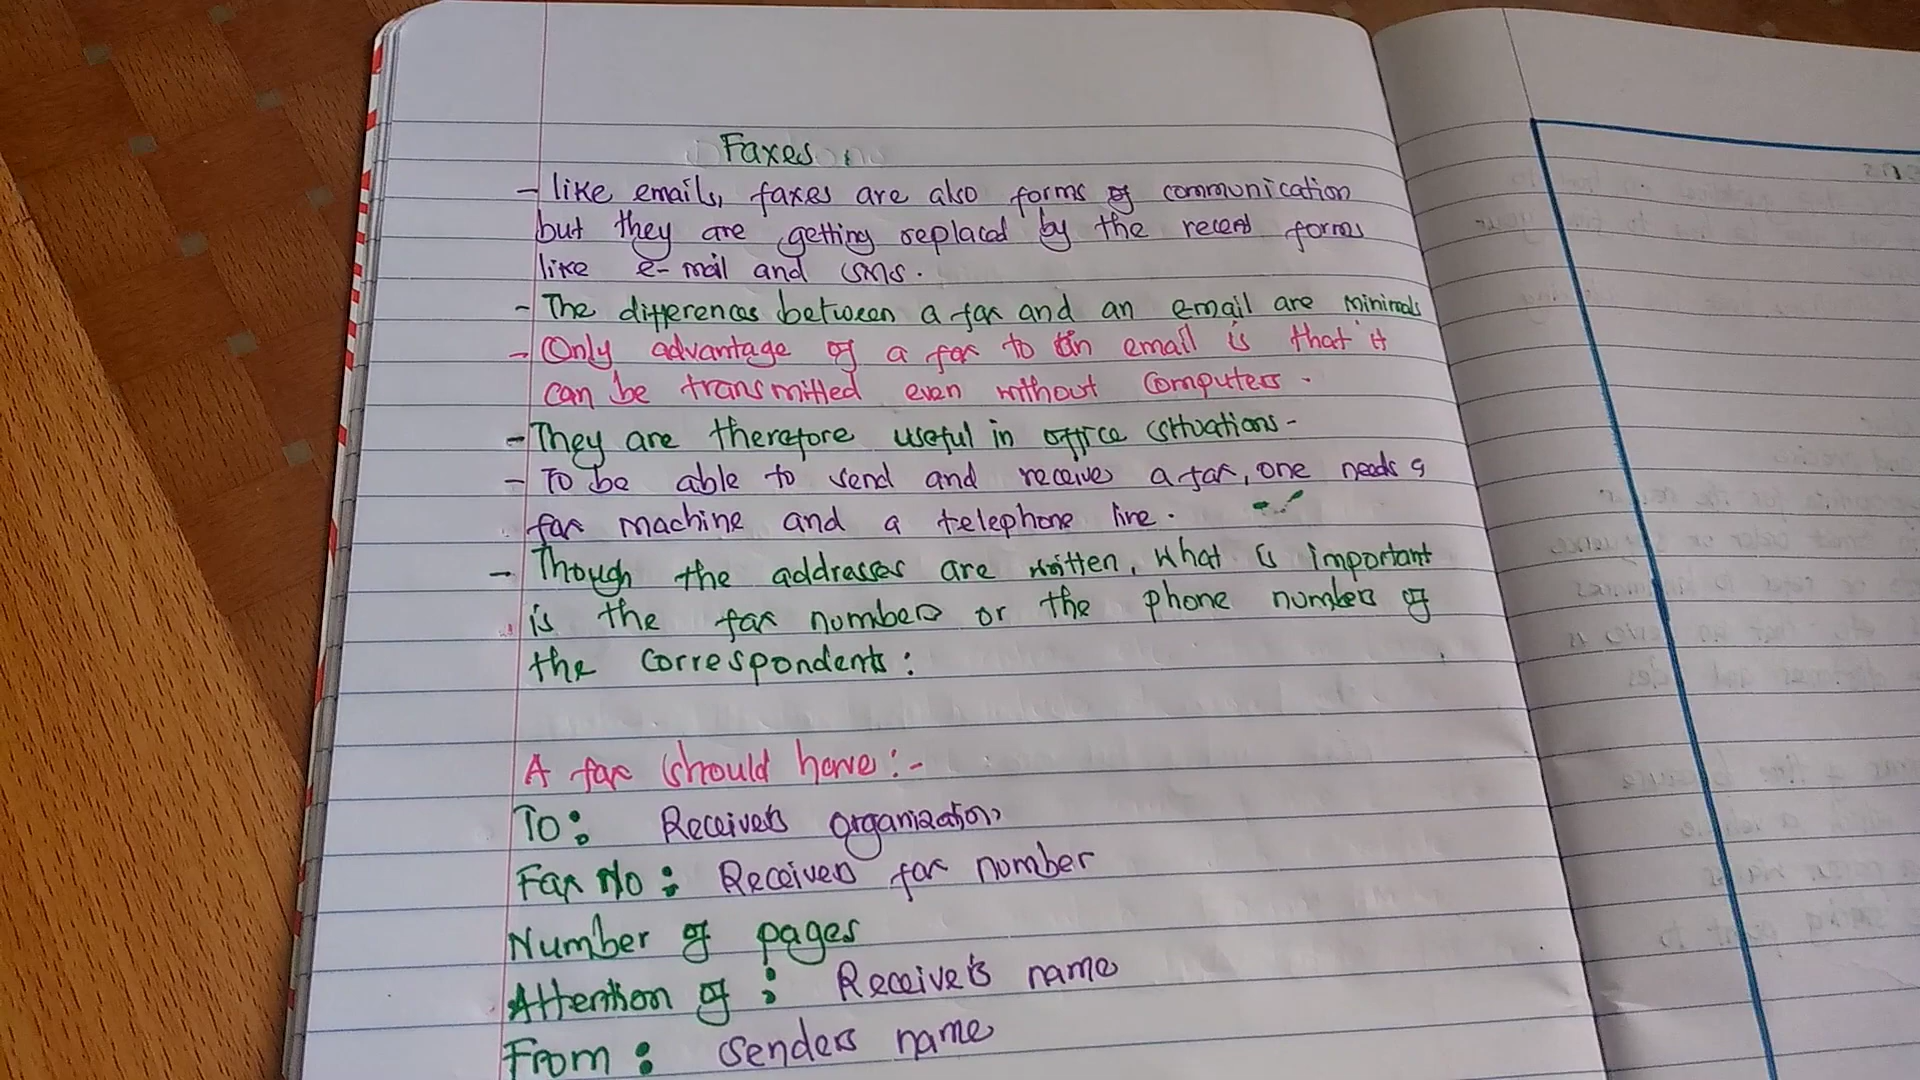 Faxes
- like emails, faxes are also forms of communication
but they are getting replaced by the recent forms
like e-mail and SMS.
- The differences between a fax and an email are minimal
- Only advantage of a fax to an email is that it
can be transmitted even without computers.
- They are therefore useful in office situations-
- To be able to send and receive a fax, one needs a
fax machine and a telephone line.
- Though the addresses are written, what is important
is the fax numbers or the phone numbers of
the correspondents:
A fax should have:-
To: Receiver's organization
Fax No: Receivers fax number
Number of pages
Attention of: Receiver's name
From: Senders name